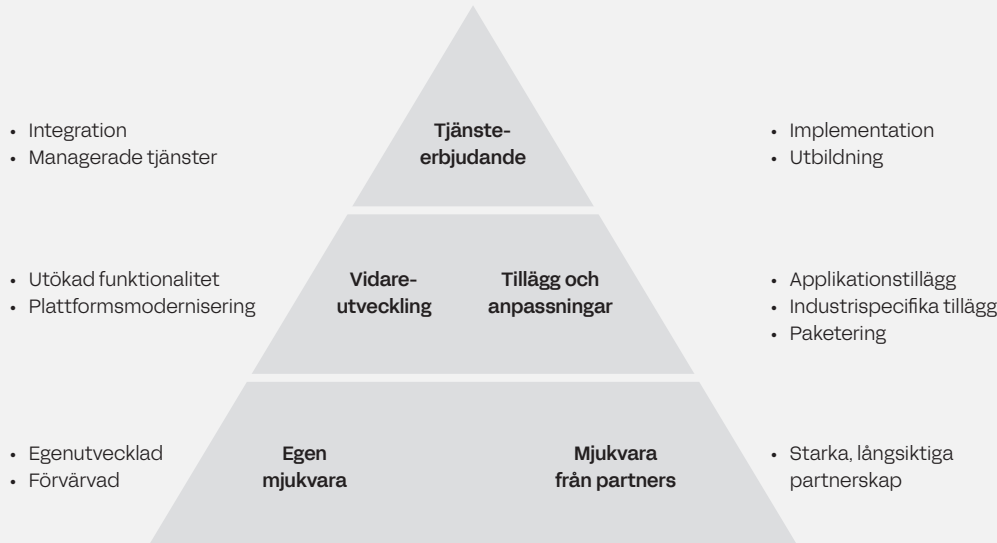 • Integration
• Managerade tjänster
Tjänste-
erbjudande
• Implementation
• Utbildning
• Utökad funktionalitet
• Plattformsmodernisering
Vidare-
utveckling
Tillägg och
anpassningar
• Applikationstillägg
• Industrispecifika tillägg
• Paketering
• Egenutvecklad
• Förvärvad
Egen
mjukvara
Mjukvara
från partners
• Starka, långsiktiga
partnerskap